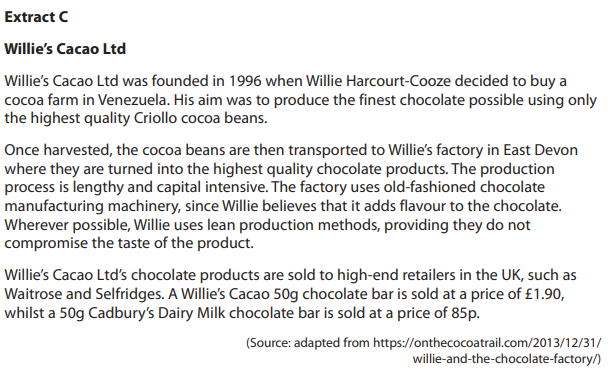 Extract C
Willie’s Cacao Ltd
Willie’s Cacao Ltd was founded in 1996 when Willie Harcourt-Cooze decided to buy a
cocoa farm in Venezuela. His aim was to produce the finest chocolate possible using only
the highest quality Criollo cocoa beans.
Once harvested, the cocoa beans are then transported to Willie’s factory in East Devon
where they are turned into the highest quality chocolate products. The production
process is lengthy and capital intensive. The factory uses old-fashioned chocolate
manufacturing machinery, since Willie believes that it adds flavour to the chocolate.
Wherever possible, Willie uses lean production methods, providing they do not
compromise the taste of the product.
Willie’s Cacao Ltd’s chocolate products are sold to high-end retailers in the UK, such as
Waitrose and Selfridges. A Willie’s Cacao 50g chocolate bar is sold at a price of £1.90,
whilst a 50g Cadbury’s Dairy Milk chocolate bar is sold at a price of 85p.
(Source: adapted from https://onthecocoatrail.com/2013/12/31/
willie-and-the-chocolate-factory/)